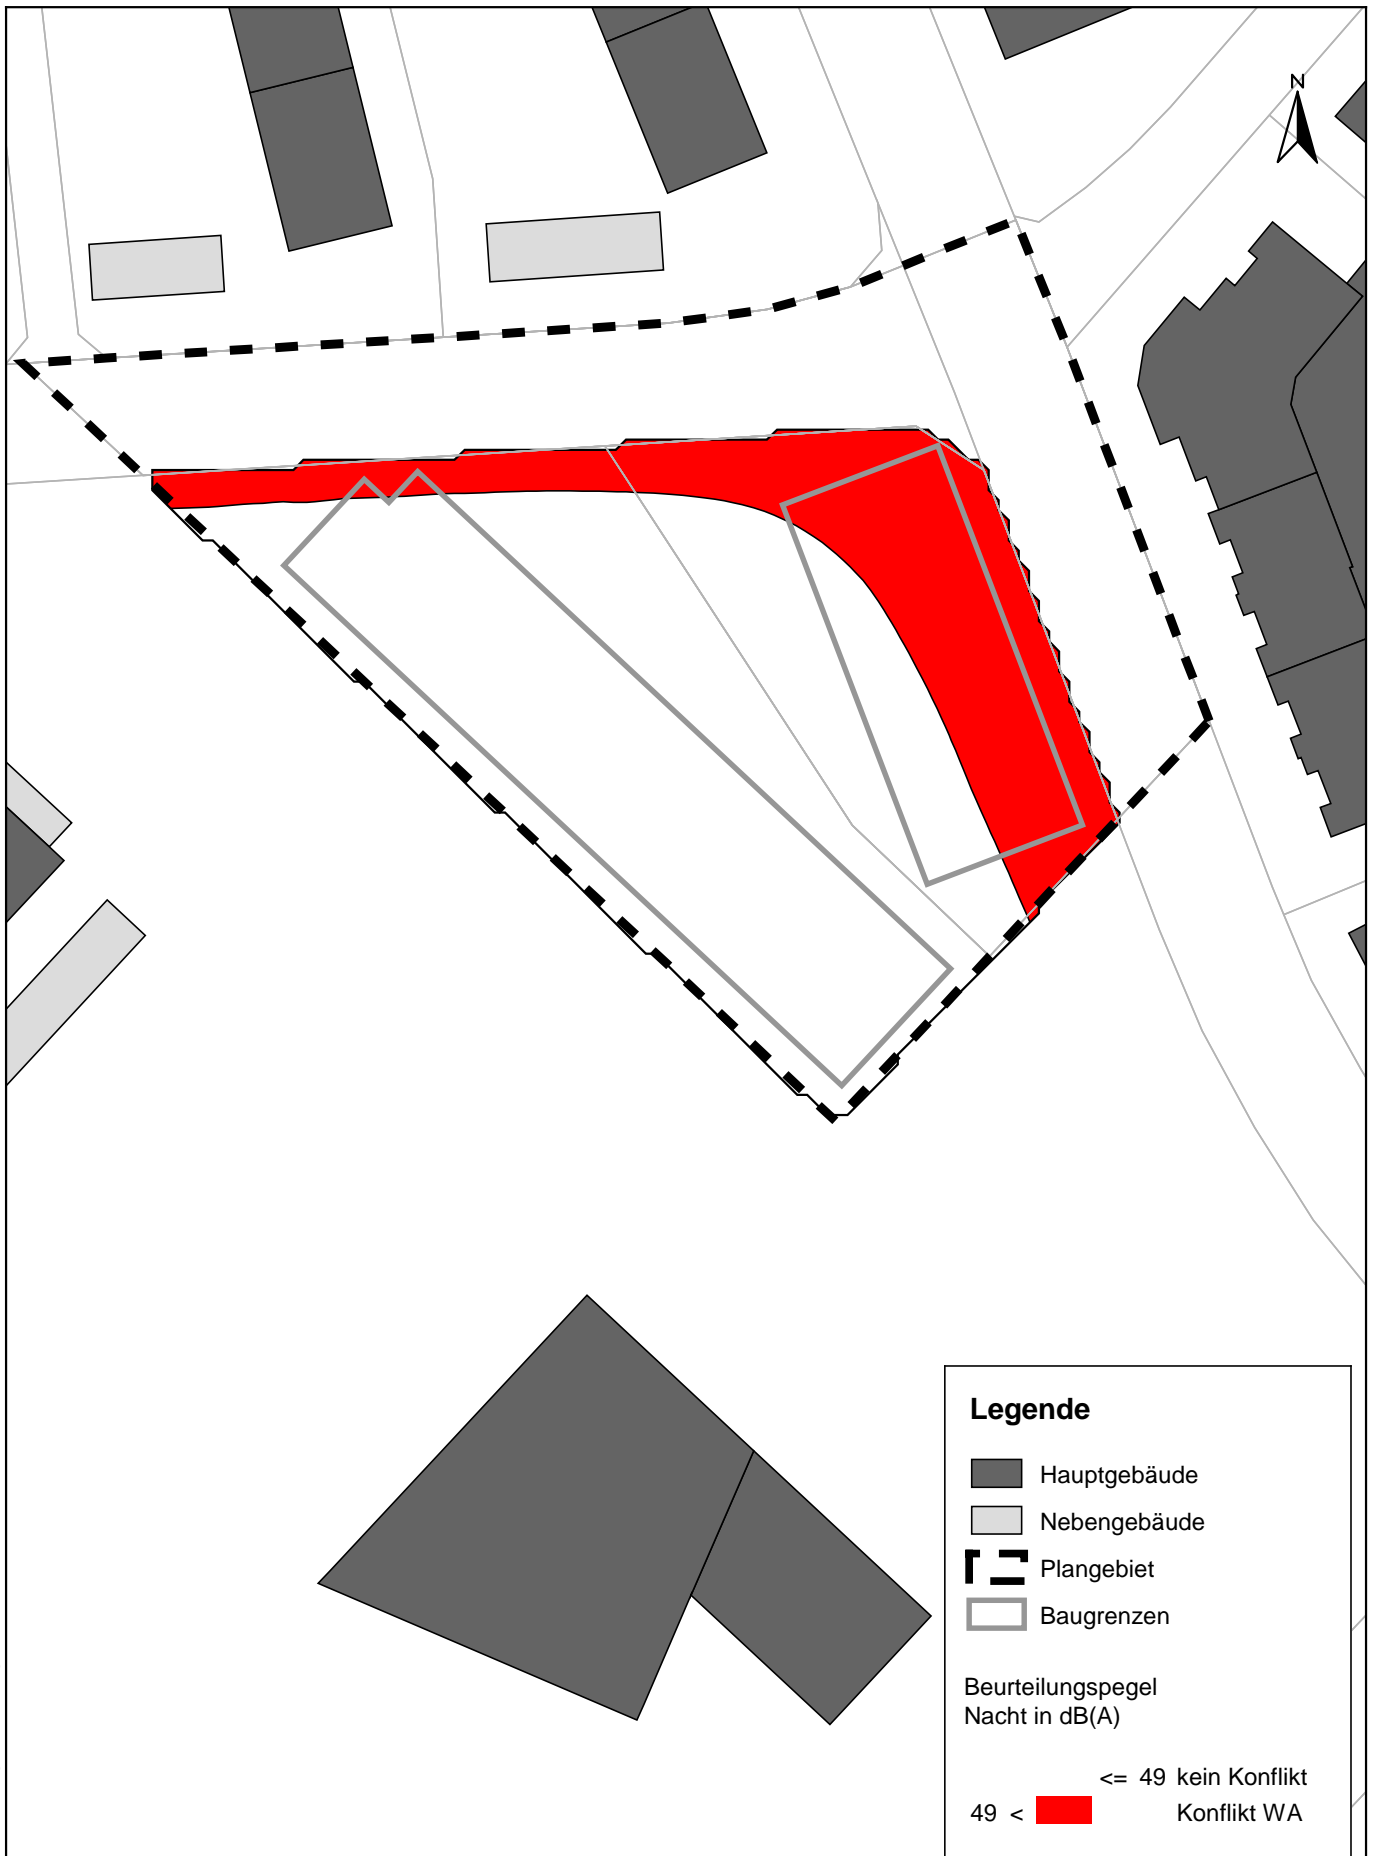 N
Legende
Hauptgebäude
Nebengebäude
Plangebiet
Baugrenzen
Beurteilungspegel
Nacht in dB(A)
<= 49 kein Konflikt
49 < Konflikt WA